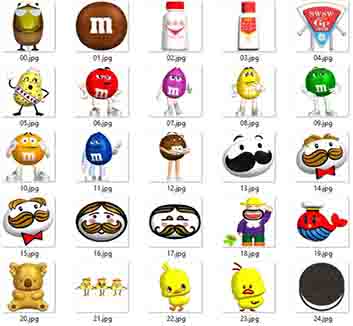 m
SWSW
Gp
00.jpg 01.jpg 02.jpg 03.jpg 04.jpg
m m m m
05.jpg 06.jpg 07.jpg 08.jpg 09.jpg
m m
10.jpg 11.jpg 12.jpg 13.jpg 14.jpg
15.jpg 16.jpg 17.jpg 18.jpg 19.jpg
20.jpg 21.jpg 22.jpg 23.jpg 24.jpg